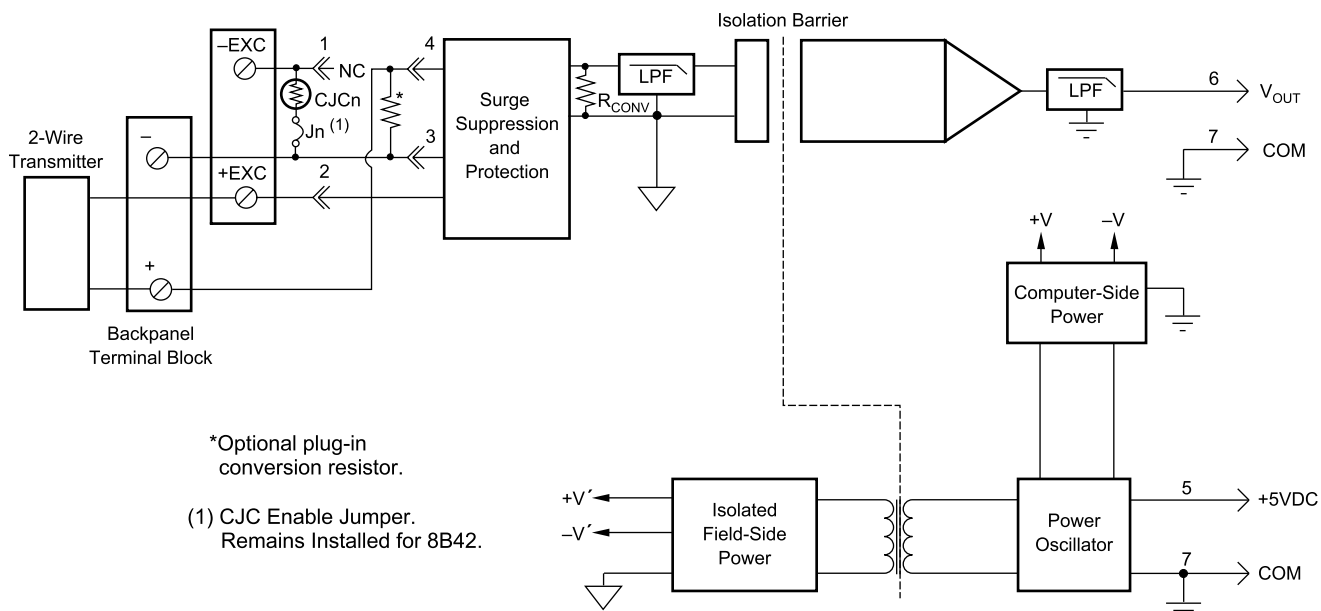 Isolation Barrier
–EXC
1
NC
4
CJCn
*
Jn (1)
3
+EXC
2
–
+
2-Wire
Transmitter
Backpanel
Terminal Block
Surge
Suppression
and
Protection
RCONV
LPF
LPF
6
VOUT
7
COM
+V
–V
Computer-Side
Power
*Optional plug-in
conversion resistor.
(1) CJC Enable Jumper.
Remains Installed for 8B42.
+V´
–V´
Isolated
Field-Side
Power
Power
Oscillator
5
+5VDC
7
COM